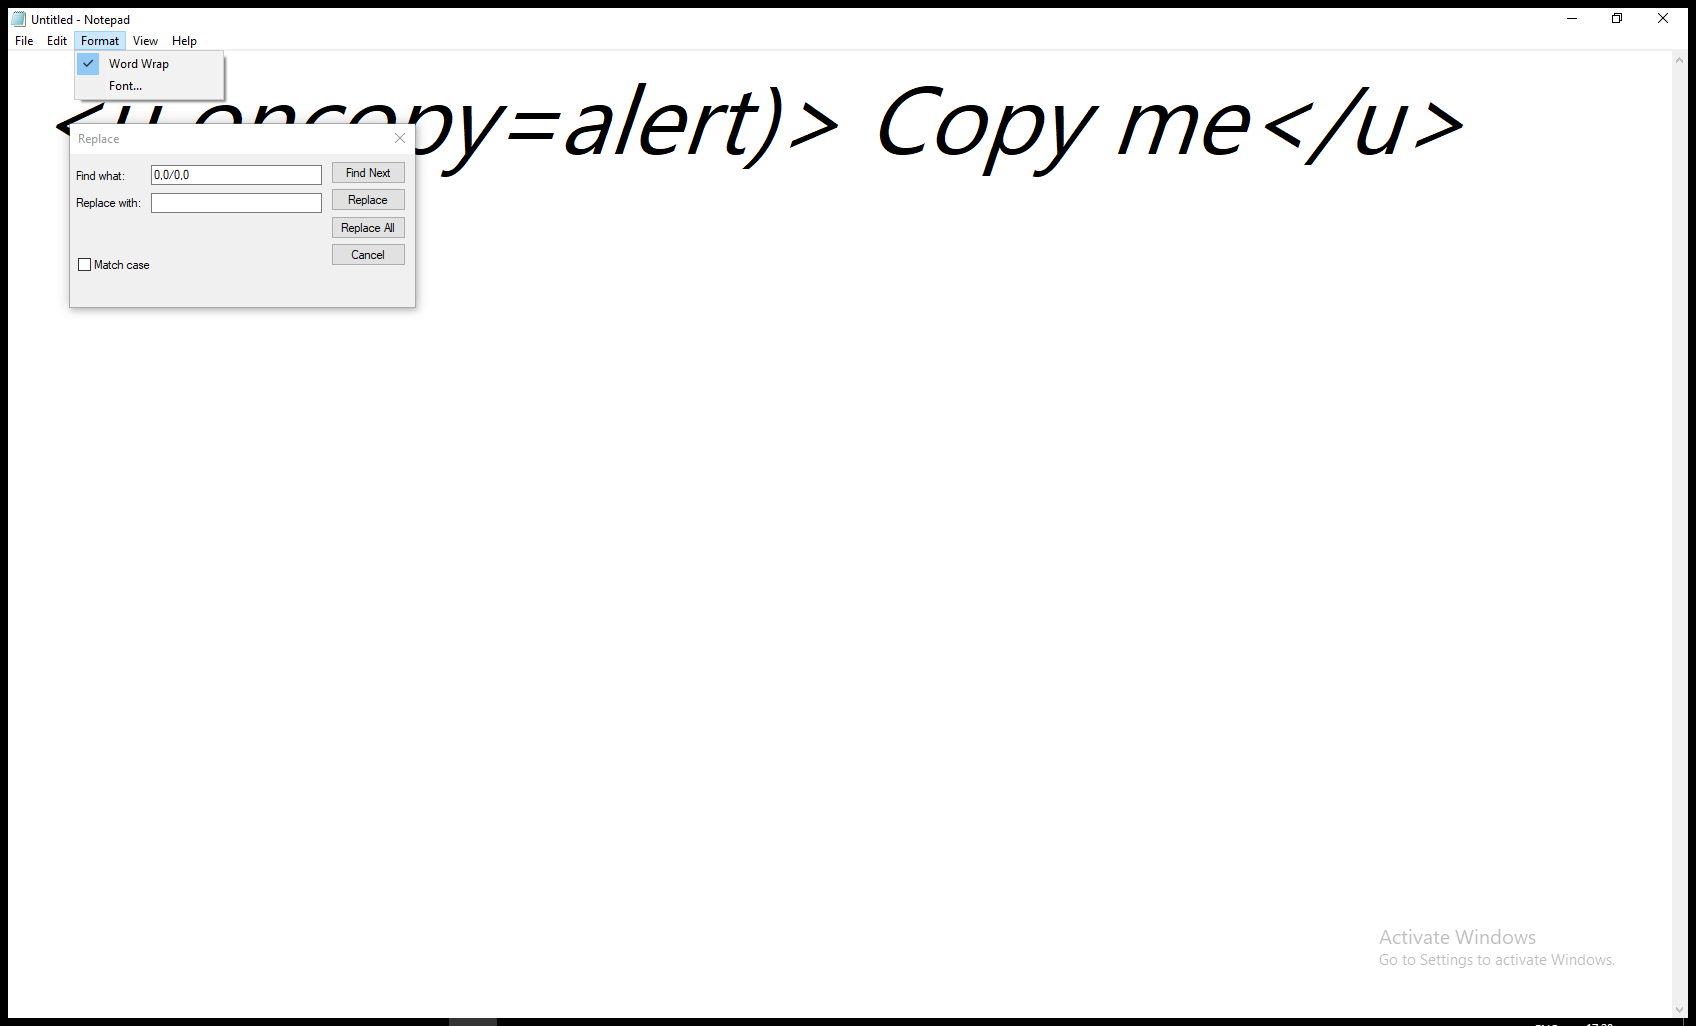 Untitled - Notepad
File Edit Format View Help
Word Wrap
Font...
<u oncopy=alert)> Copy me</u>
Replace
Find what: 0,0/0,0 Find Next
Replace with: Replace
Replace All
Cancel
Match case
Activate Windows
Go to Settings to activate Windows.